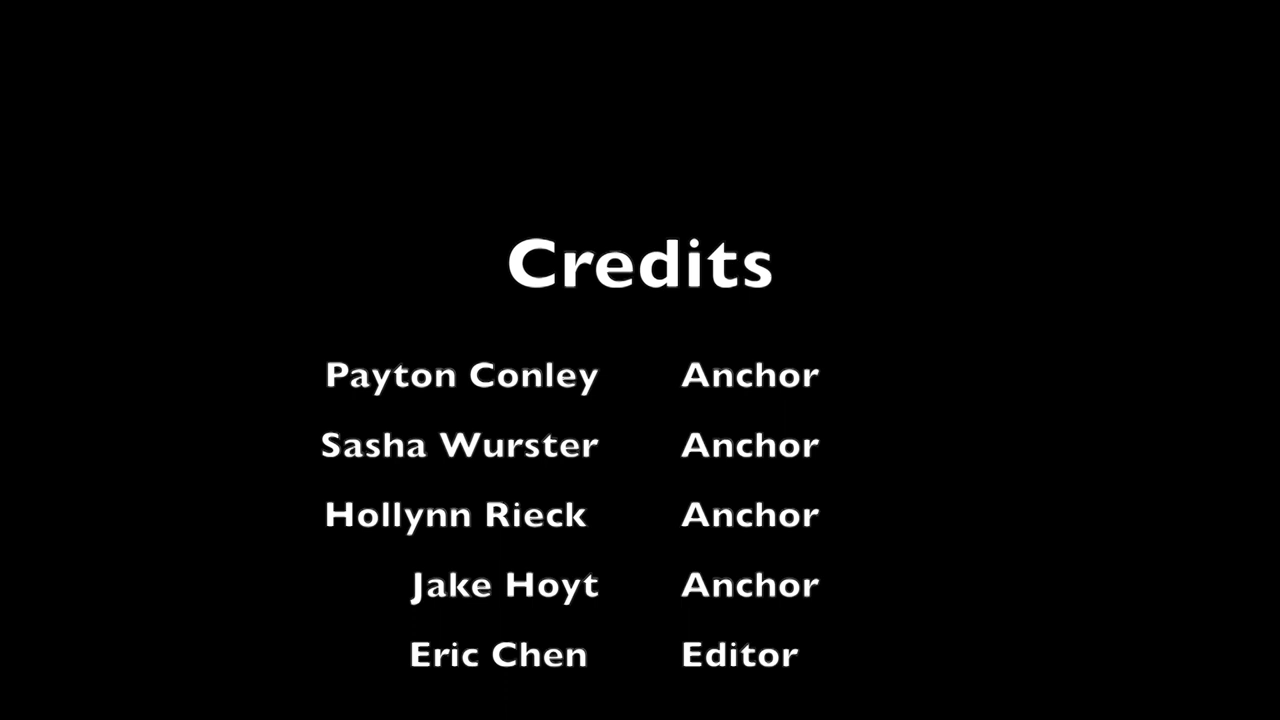 Credits
Payton Conley Anchor
Sasha Wurster Anchor
Hollynn Rieck Anchor
Jake Hoyt Anchor
Eric Chen Editor